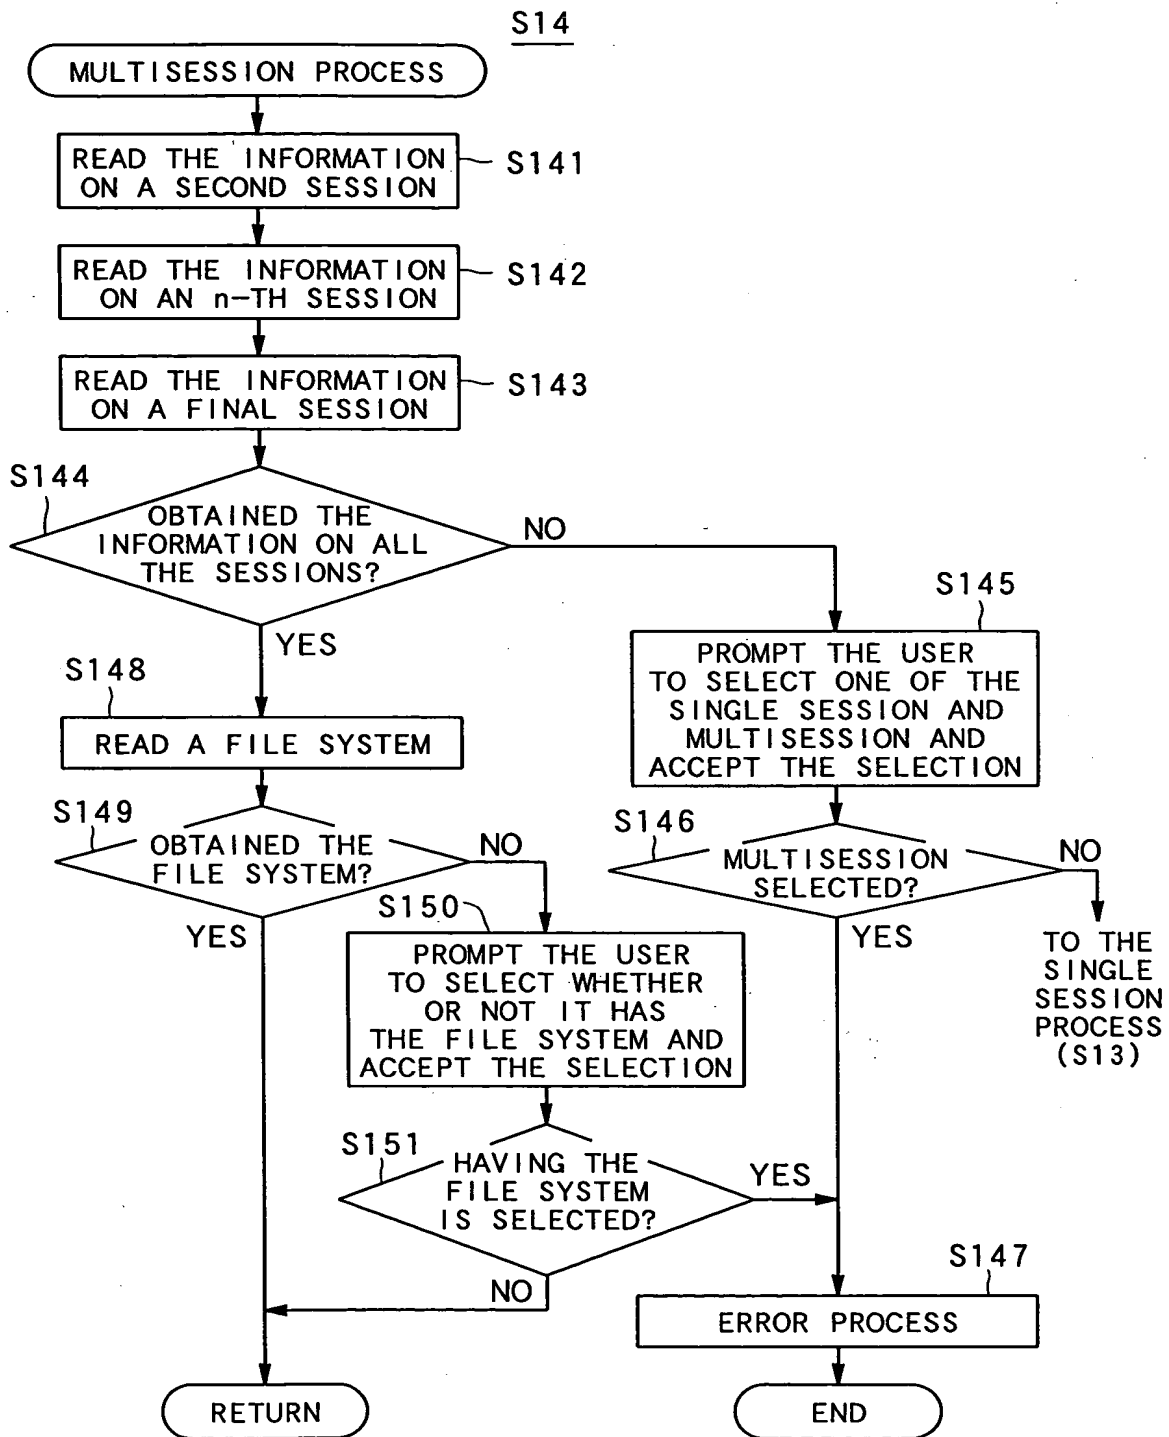 S14
MULTISESSION PROCESS
READ THE INFORMATION
ON A SECOND SESSION
S141
READ THE INFORMATION
ON AN n-TH SESSION
S142
READ THE INFORMATION
ON A FINAL SESSION
S143
S144
OBTAINED THE
INFORMATION ON ALL
THE SESSIONS?
NO
YES
S145
PROMPT THE USER
TO SELECT ONE OF THE
SINGLE SESSION AND
MULTISESSION AND
ACCEPT THE SELECTION
S148
READ A FILE SYSTEM
S149
OBTAINED THE
FILE SYSTEM?
NO
YES
S146
MULTISESSION
SELECTED?
NO
YES
TO THE
SINGLE
SESSION
PROCESS
(S13)
S150
PROMPT THE USER
TO SELECT WHETHER
OR NOT IT HAS
THE FILE SYSTEM AND
ACCEPT THE SELECTION
S151
HAVING THE
FILE SYSTEM
IS SELECTED?
YES
NO
S147
ERROR PROCESS
RETURN
END